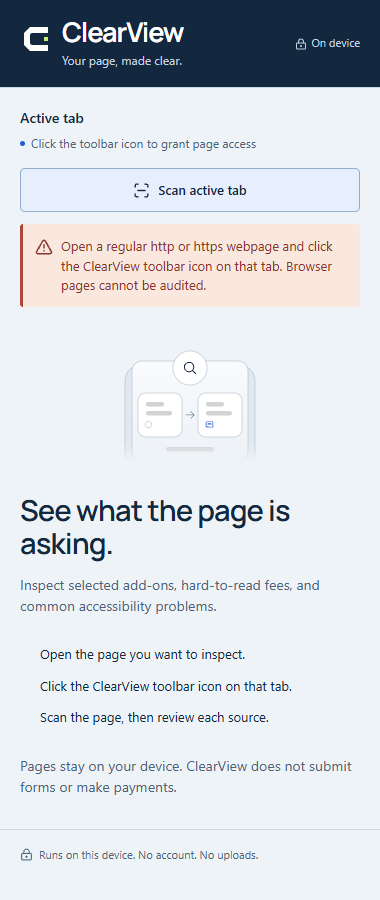 ClearView
Your page, made clear.
On device
Active tab
Click the toolbar icon to grant page access
Scan active tab
Open a regular http or https webpage and click
the ClearView toolbar icon on that tab. Browser
pages cannot be audited.
See what the page is
asking.
Inspect selected add-ons, hard-to-read fees, and
common accessibility problems.
Open the page you want to inspect.
Click the ClearView toolbar icon on that tab.
Scan the page, then review each source.
Pages stay on your device. ClearView does not submit
forms or make payments.
Runs on this device. No account. No uploads.